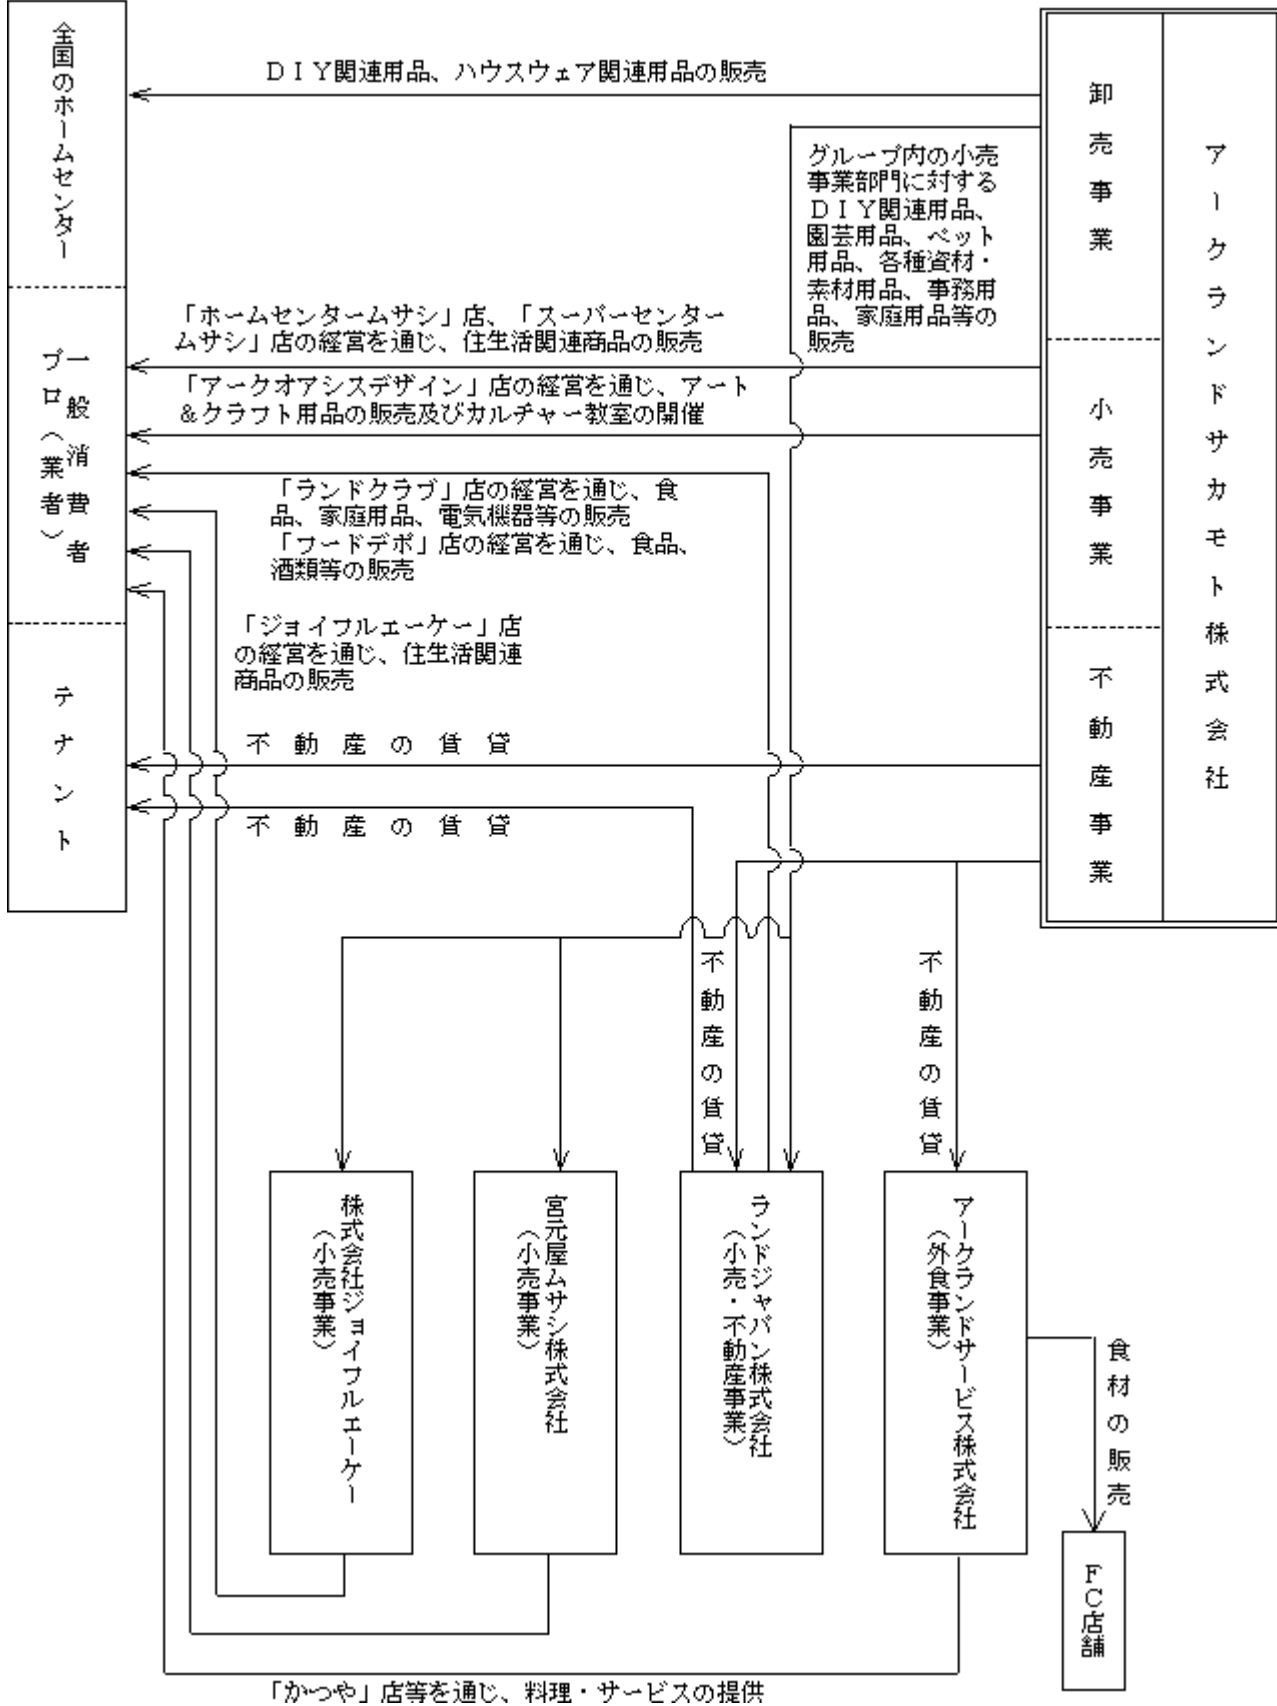 全国のホームセンター
一般消費者
プロ（業者）
テナント
ＤＩＹ関連用品、ハウスウェア関連用品の販売
グループ内の小売
事業部門に対する
ＤＩＹ関連用品、
園芸用品、ペット
用品、各種資材・
素材用品、事務用
品、家庭用品等の
販売
「ホームセンタームサシ」店、「スーパーセンター
ムサシ」店の経営を通じ、住生活関連商品の販売
「アークオアシスデザイン」店の経営を通じ、アート
＆クラフト用品の販売及びカルチャー教室の開催
「ランドクラブ」店の経営を通じ、食
品、家庭用品、電気機器等の販売
「フードデポ」店の経営を通じ、食品、
酒類等の販売
「ジョイフルエーケー」店
の経営を通じ、住生活関連
商品の販売
不動産の賃貸
不動産の賃貸
アークランドサカモト株式会社
卸売事業
小売事業
不動産事業
不動産の賃貸
不動産の賃貸
株式会社ジョイフルエーケー
（小売事業）
宮元屋ムサシ株式会社
（小売事業）
ランドジャパン株式会社
（小売・不動産事業）
アークランドサービス株式会社
（外食事業）
食材の販売
ＦＣ店舗
「かつや」店等を通じ、料理・サービスの提供